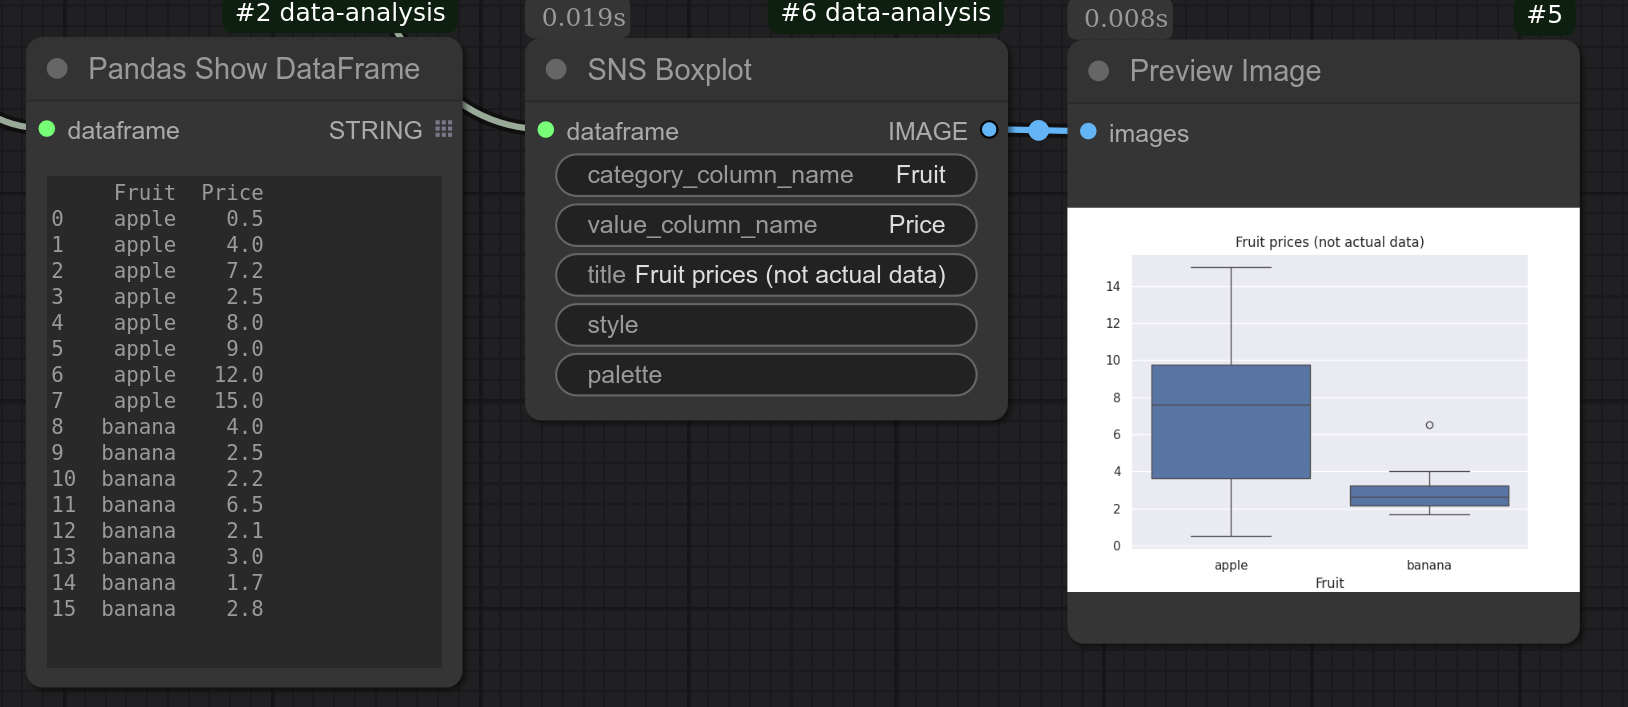 #2 data-analysis
Pandas Show DataFrame
dataframe STRING
Fruit Price
0 apple 0.5
1 apple 4.0
2 apple 7.2
3 apple 2.5
4 apple 8.0
5 apple 9.0
6 apple 12.0
7 apple 15.0
8 banana 4.0
9 banana 2.5
10 banana 2.2
11 banana 6.5
12 banana 2.1
13 banana 3.0
14 banana 1.7
15 banana 2.8
0.019s #6 data-analysis
SNS Boxplot
dataframe IMAGE
category_column_name Fruit
value_column_name Price
title Fruit prices (not actual data)
style
palette
0.008s #5
Preview Image
images
Fruit prices (not actual data)
14
12
10
8
6
4
2
0
apple banana
Fruit